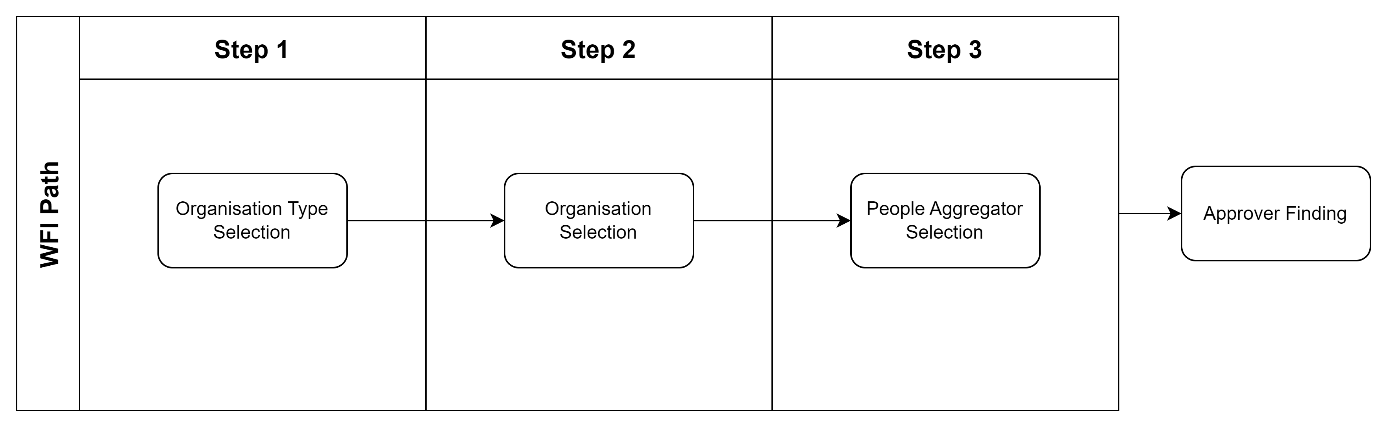 Step 1
Step 2
Step 3
WFI Path
Organisation Type
Selection
Organisation
Selection
People Aggregator
Selection
Approver Finding